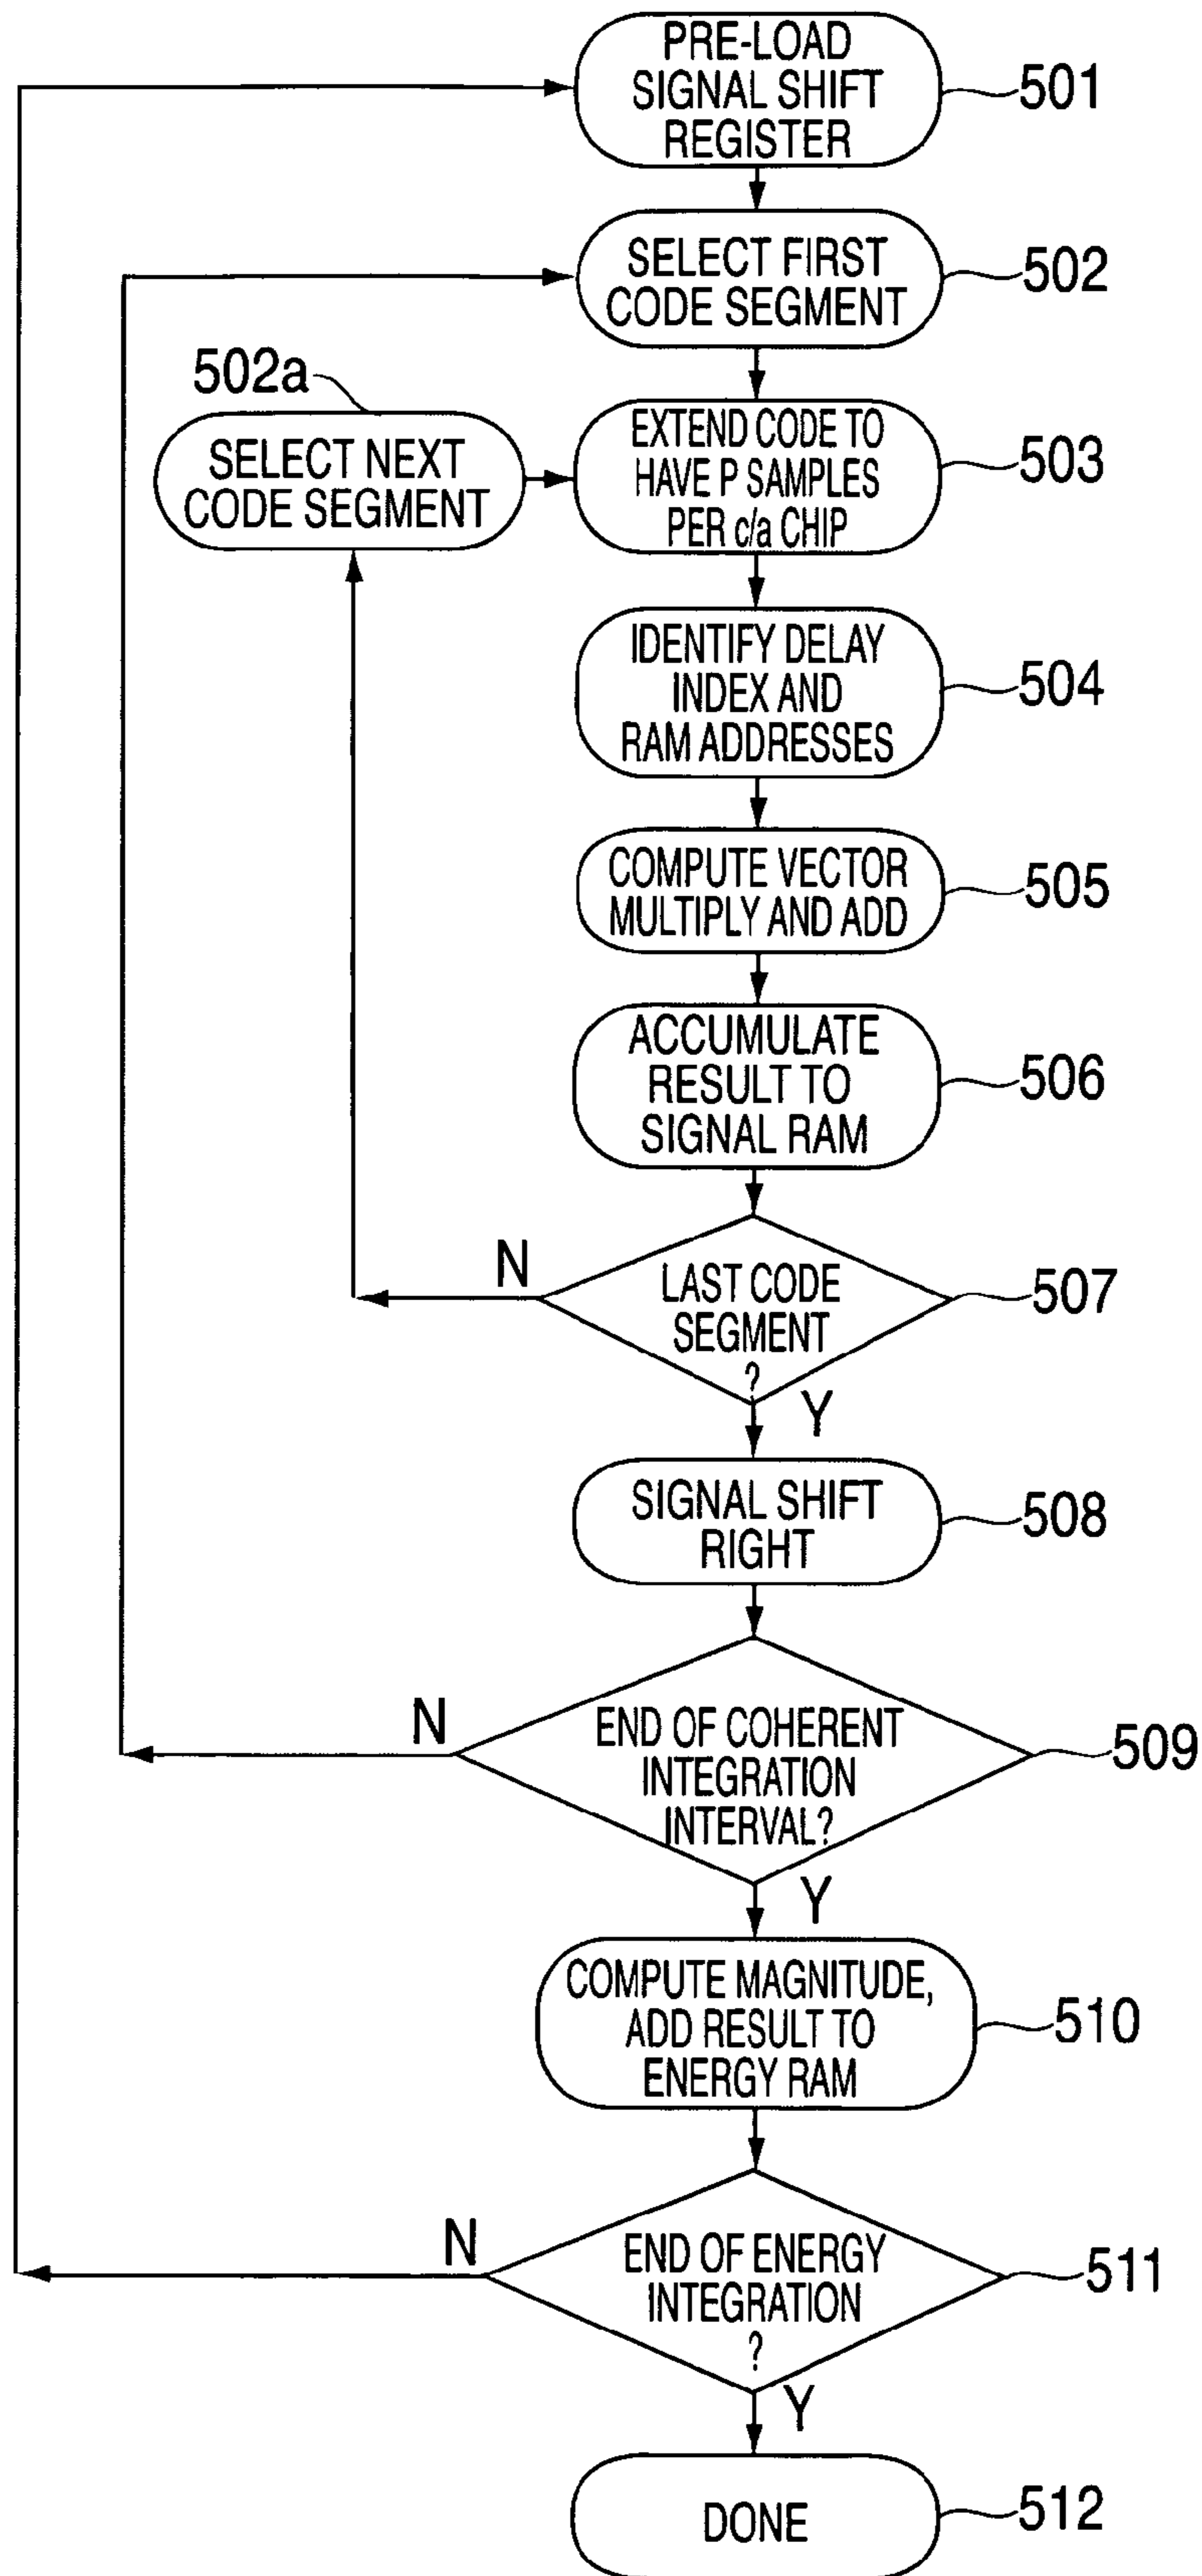 PRE-LOAD
SIGNAL SHIFT
REGISTER
501
SELECT FIRST
CODE SEGMENT
502
502a
SELECT NEXT
CODE SEGMENT
EXTEND CODE TO
HAVE P SAMPLES
PER c/a CHIP
503
IDENTIFY DELAY
INDEX AND
RAM ADDRESSES
504
COMPUTE VECTOR
MULTIPLY AND ADD
505
ACCUMULATE
RESULT TO
SIGNAL RAM
506
N
LAST CODE
SEGMENT
?
507
Y
SIGNAL SHIFT
RIGHT
508
N
END OF COHERENT
INTEGRATION
INTERVAL?
509
Y
COMPUTE MAGNITUDE,
ADD RESULT TO
ENERGY RAM
510
N
END OF ENERGY
INTEGRATION
?
511
Y
DONE
512